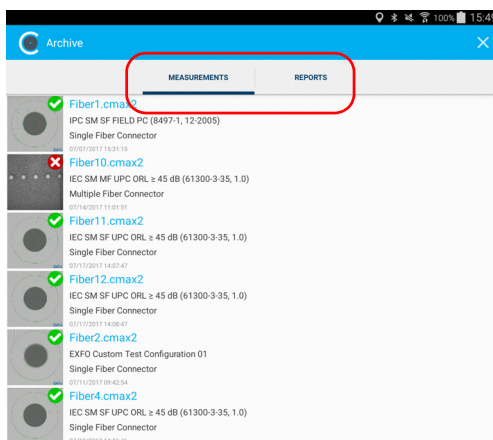 100% 15:49
Archive
MEASUREMENTS REPORTS
Fiber1.cmax2
IPC SM SF FIELD PC (8497-1, 12-2005)
Single Fiber Connector
07/07/2017 15:31:15
Fiber10.cmax2
IEC SM MF UPC ORL ≥ 45 dB (61300-3-35, 1.0)
Multiple Fiber Connector
07/14/2017 11:01:51
Fiber11.cmax2
IEC SM SF UPC ORL ≥ 45 dB (61300-3-35, 1.0)
Single Fiber Connector
07/17/2017 14:07:47
Fiber12.cmax2
IEC SM SF UPC ORL ≥ 45 dB (61300-3-35, 1.0)
Single Fiber Connector
07/17/2017 14:08:47
Fiber2.cmax2
EXFO Custom Test Configuration 01
Single Fiber Connector
07/11/2017 09:42:54
Fiber4.cmax2
IEC SM SF UPC ORL ≥ 45 dB (61300-3-35, 1.0)
Single Fiber Connector